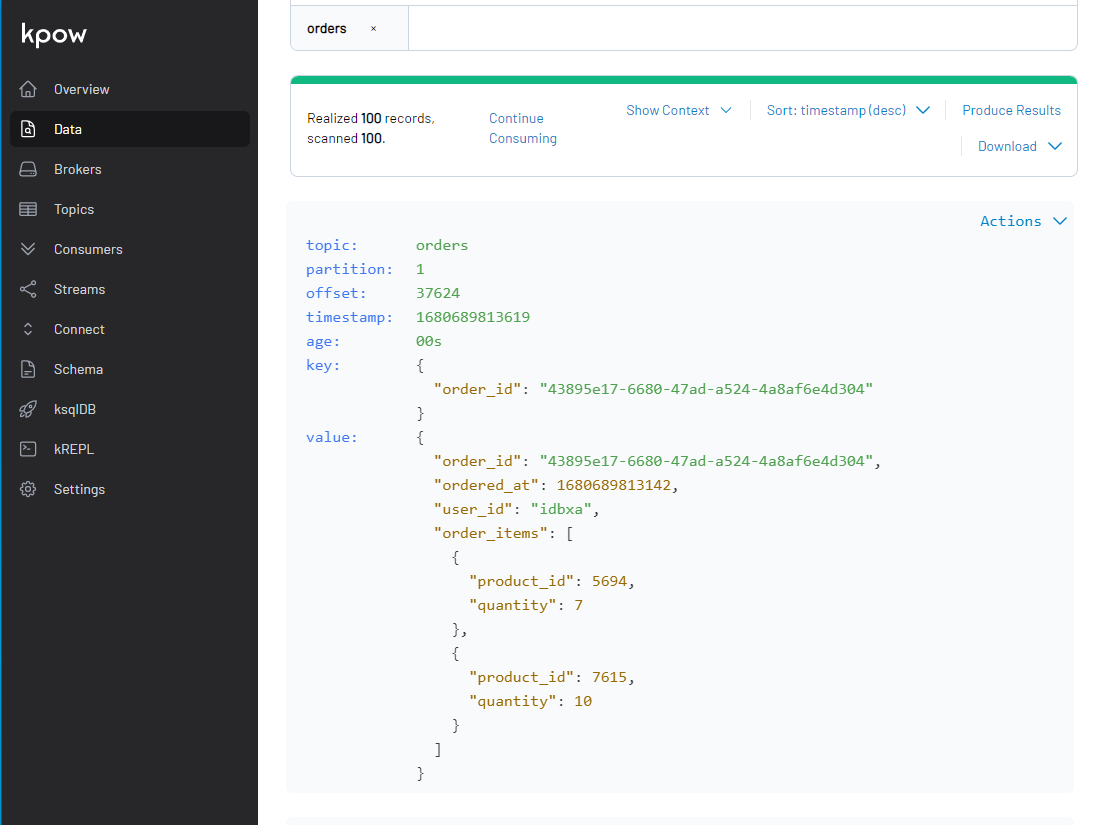 kpow
Overview
Data
Brokers
Topics
Consumers
Streams
Connect
Schema
ksqlDB
kREPL
Settings
orders ×
Realized 100 records,
scanned 100.
Continue
Consuming
Show Context
Sort: timestamp (desc)
Produce Results
Download
Actions
topic: orders
partition: 1
offset: 37624
timestamp: 1680689813619
age: 00s
key: {
"order_id": "43895e17-6680-47ad-a524-4a8af6e4d304"
}
value: {
"order_id": "43895e17-6680-47ad-a524-4a8af6e4d304",
"ordered_at": 1680689813142,
"user_id": "idbxa",
"order_items": [
{
"product_id": 5694,
"quantity": 7
},
{
"product_id": 7615,
"quantity": 10
}
]
}